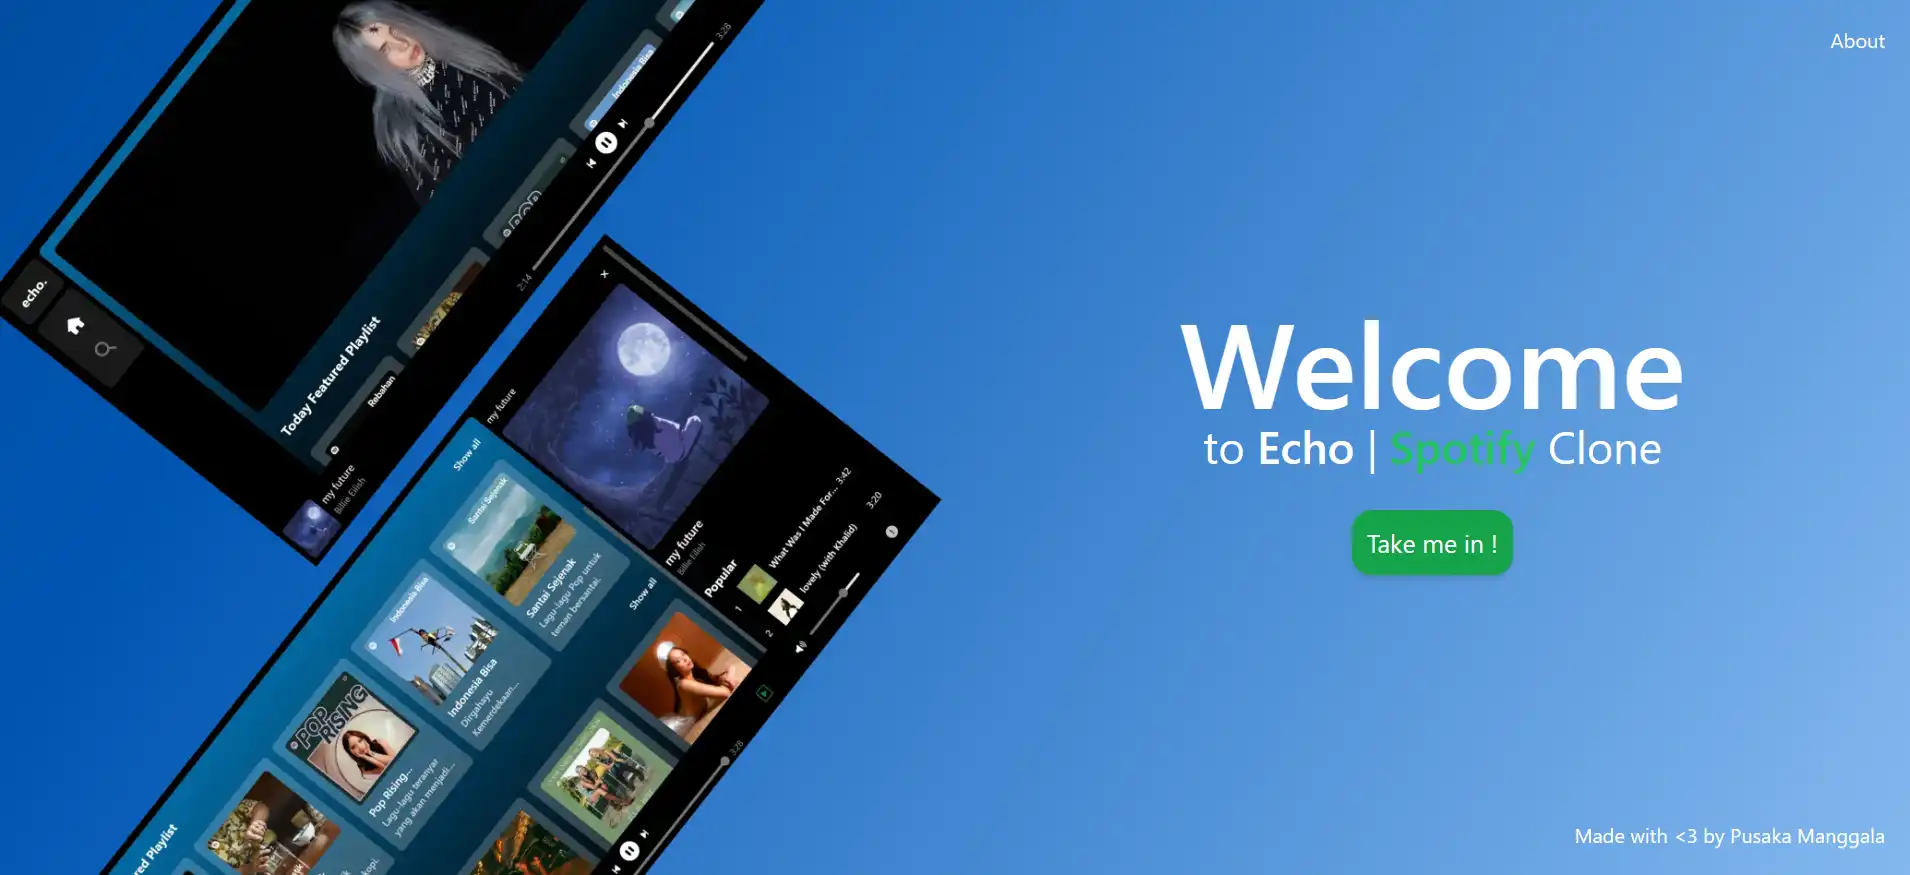 About
Welcome
to Echo | Spotify Clone
Take me in !
Made with <3 by Pusaka Manggala
echo.
Today Featured Playlist
Rebahan
POP
Indonesia Bisa
my future
Billie Eilish
2:14
3:28
my future
my future
Billie Eilish
Popular
1
What Was I Made For... 3:42
2
lovely (with Khalid)
3:20
Show all
Santai Sejenak
Santai Sejenak
Lagu-lagu Pop untuk
teman bersantai.
Indonesia Bisa
Indonesia Bisa
Dirgahayu
Kemerdekaan...
POP
RISING
Pop Rising...
Lagu-lagu teranyar
yang akan menjadi...
Show all
Playlist
3:28